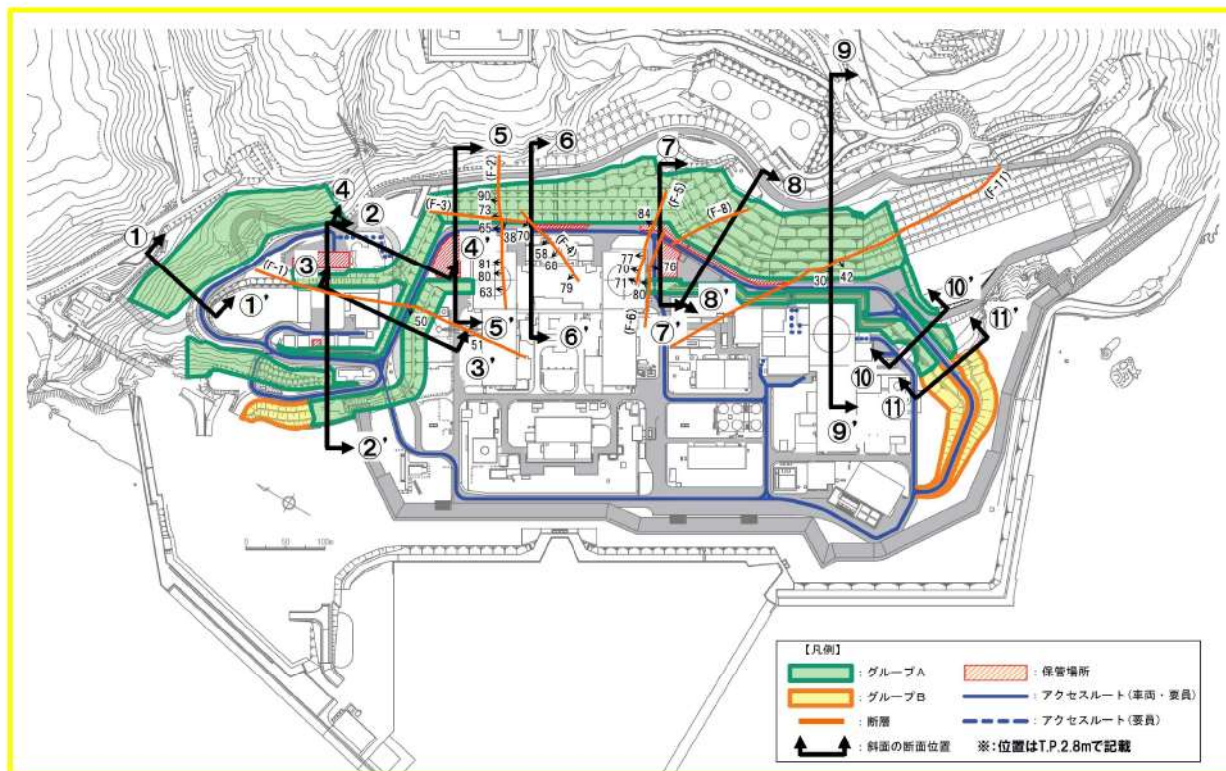 ⑨
⑤
⑥
⑦
⑧
④
②
①
(F-2)
(F-3)
(F-5)
(F-8)
(F-11)
90
73
65
38
70
84
(F-4)
58
68
79
④'
③
(F-1)
①'
81
80
63
77
70
71
80
76
30
42
(F-6)
⑧'
⑦'
⑩'
⑪'
50
51
⑤'
⑥'
③'
⑩
⑪
⑨'
②'
0 50 100m
【凡例】
: グループA
: 保管場所
: グループB
: アクセスルート(車両・要員)
: 断層
: アクセスルート(要員)
: 斜面の断面位置
※:位置はT.P.2.8mで記載